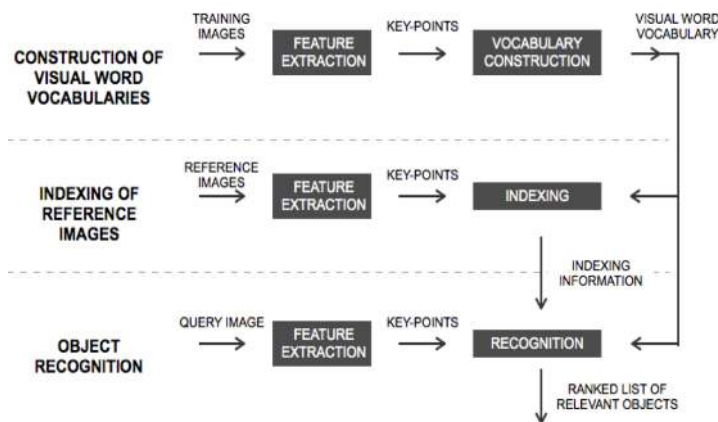 CONSTRUCTION OF
VISUAL WORD
VOCABULARIES
TRAINING
IMAGES
FEATURE
EXTRACTION
KEY-POINTS
VOCABULARY
CONSTRUCTION
VISUAL WORD
VOCABULARY
INDEXING OF
REFERENCE
IMAGES
REFERENCE
IMAGES
FEATURE
EXTRACTION
KEY-POINTS
INDEXING
INDEXING
INFORMATION
OBJECT
RECOGNITION
QUERY IMAGE
FEATURE
EXTRACTION
KEY-POINTS
RECOGNITION
RANKED LIST OF
RELEVANT OBJECTS